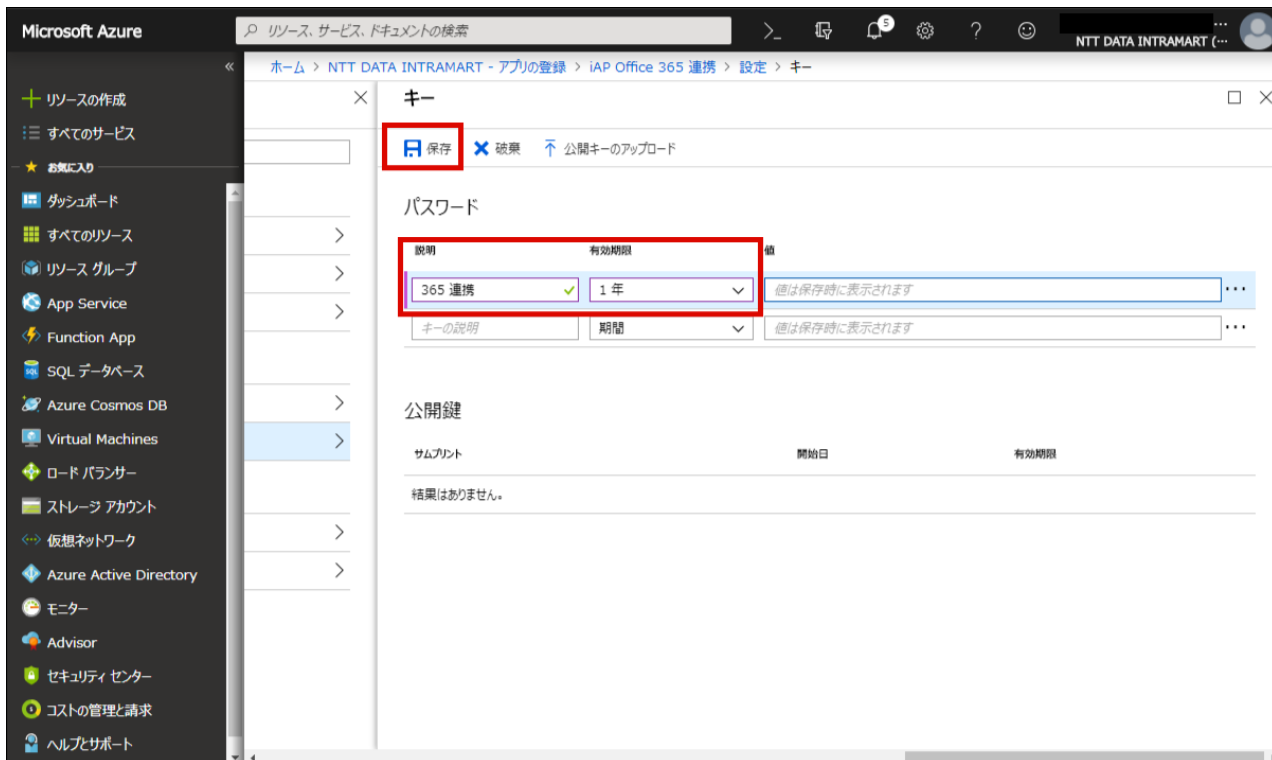 Microsoft Azure
リソース、サービス、ドキュメントの検索
5
NTT DATA INTRAMART (…
ホーム > NTT DATA INTRAMART - アプリの登録 > iAP Office 365 連携 > 設定 > キー
リソースの作成
すべてのサービス
お気に入り
ダッシュボード
すべてのリソース
リソース グループ
App Service
Function App
SQL データベース
Azure Cosmos DB
Virtual Machines
ロード バランサー
ストレージ アカウント
仮想ネットワーク
Azure Active Directory
モニター
Advisor
セキュリティ センター
コストの管理と請求
ヘルプとサポート
キー
保存 破棄 公開キーのアップロード
パスワード
説明 有効期限 値
365 連携 1 年 値は保存時に表示されます
キーの説明 期間 値は保存時に表示されます
公開鍵
サムプリント 開始日 有効期限
結果はありません。